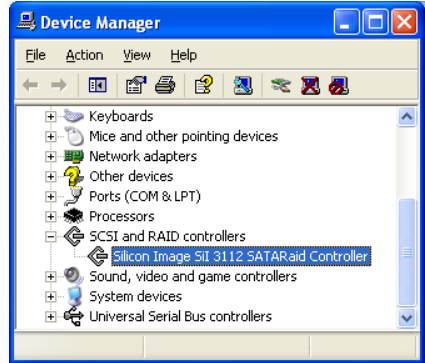 Device Manager
File Action View Help
Keyboards
Mice and other pointing devices
Network adapters
Other devices
Ports (COM & LPT)
Processors
SCSI and RAID controllers
Silicon Image SiI 3112 SATARaid Controller
Sound, video and game controllers
System devices
Universal Serial Bus controllers